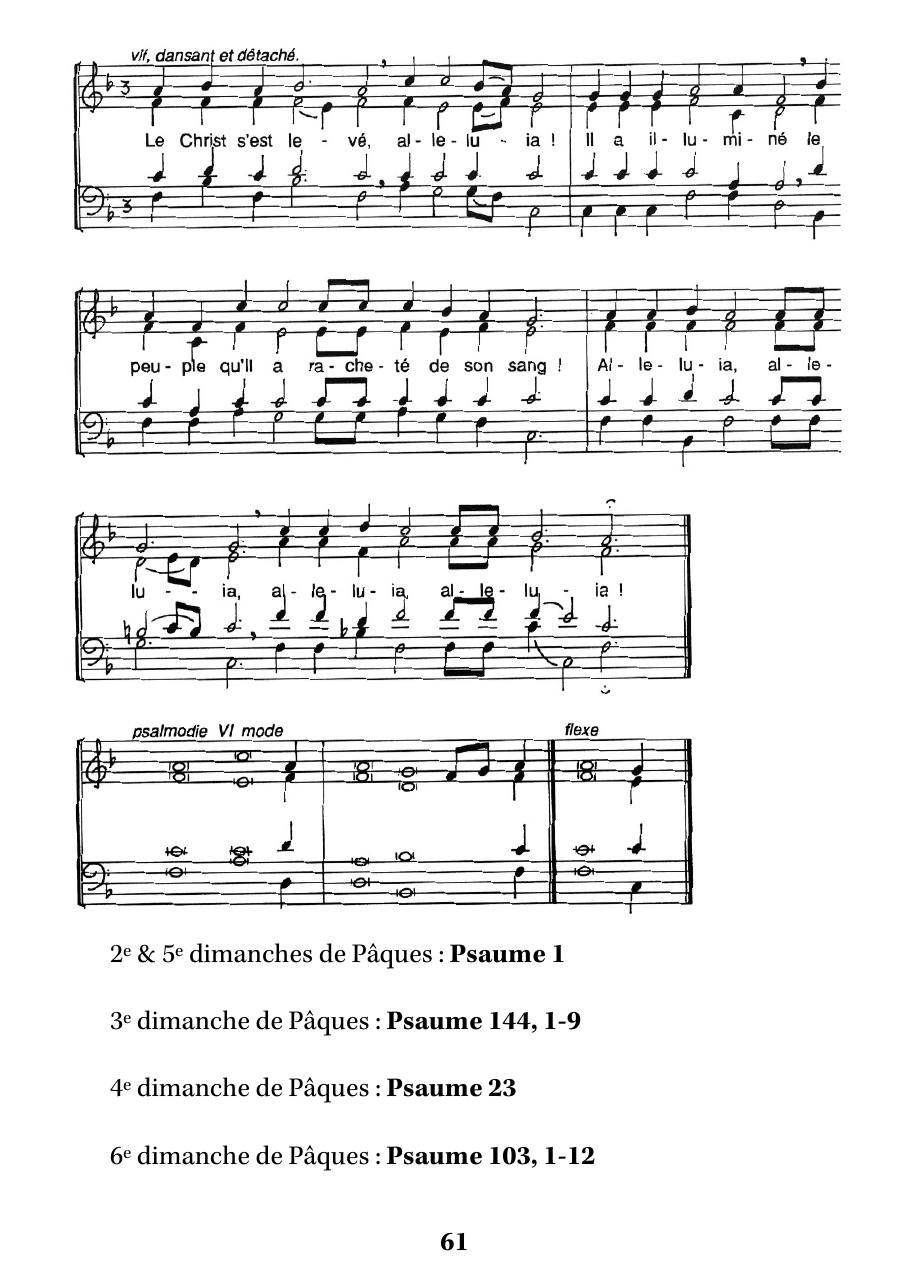 vif, dansant et détaché.
3
Le Christ s'est le - vé, al - le - lu - ia ! Il a il - lu - mi - né le
3
peu - ple qu'Il a ra - che - té de son sang ! Al - le - lu - ia, al - le -
lu - - ia, al - le - lu - ia, al - le - lu - ia !
psalmodie VI mode flexe
2e & 5e dimanches de Pâques : Psaume 1
3e dimanche de Pâques : Psaume 144, 1-9
4e dimanche de Pâques : Psaume 23
6e dimanche de Pâques : Psaume 103, 1-12
61